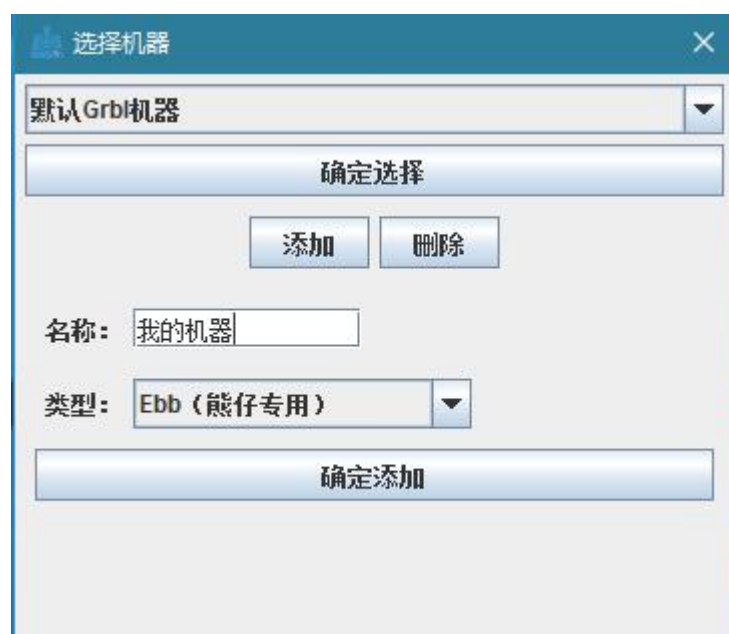 选择机器
默认Grbl机器
确定选择
添加 删除
名称： 我的机器
类型： Ebb（熊仔专用）
确定添加